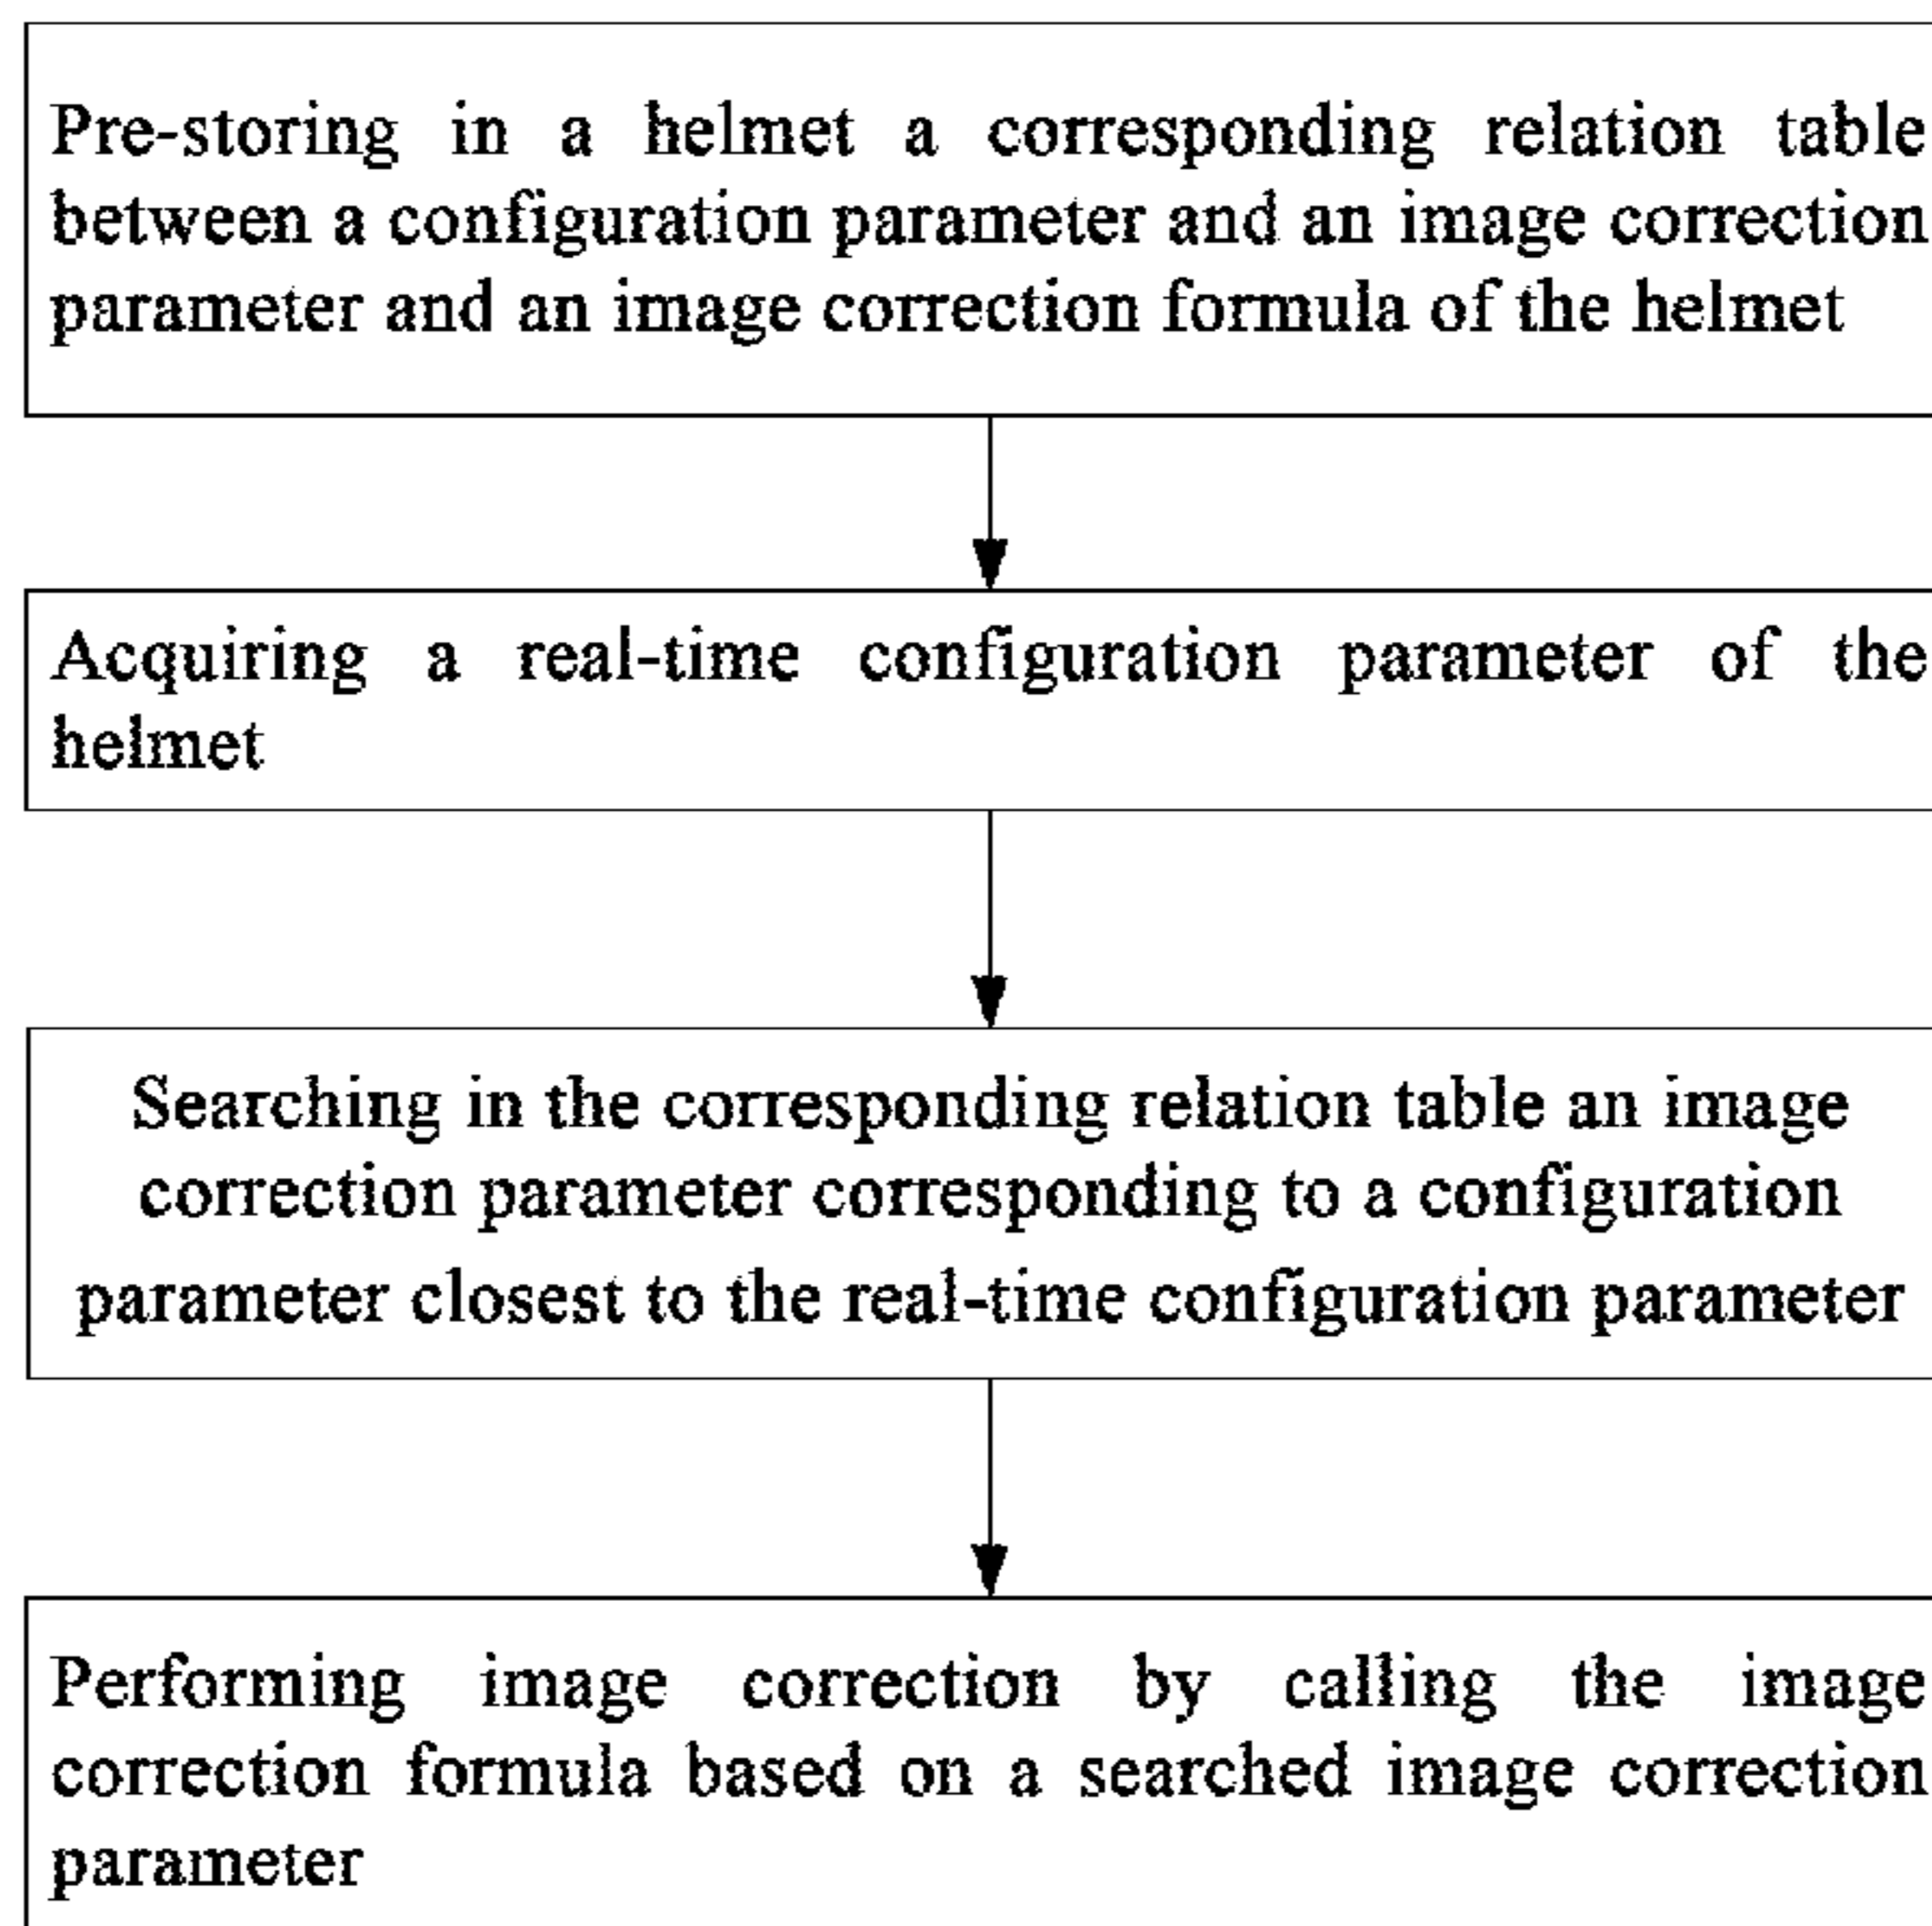 Pre-storing in a helmet a corresponding relation table
between a configuration parameter and an image correction
parameter and an image correction formula of the helmet
Acquiring a real-time configuration parameter of the
helmet
Searching in the corresponding relation table an image
correction parameter corresponding to a configuration
parameter closest to the real-time configuration parameter
Performing image correction by calling the image
correction formula based on a searched image correction
parameter